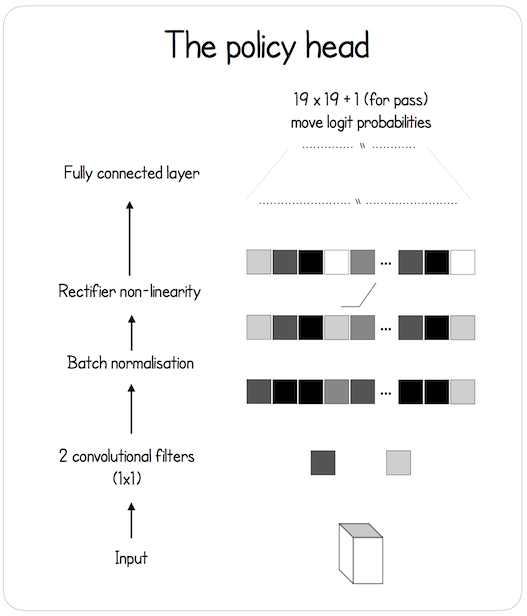 The policy head
19 x 19 + 1 (for pass)
move logit probabilities
Fully connected layer
Rectifier non-linearity
Batch normalisation
2 convolutional filters
(1x1)
Input